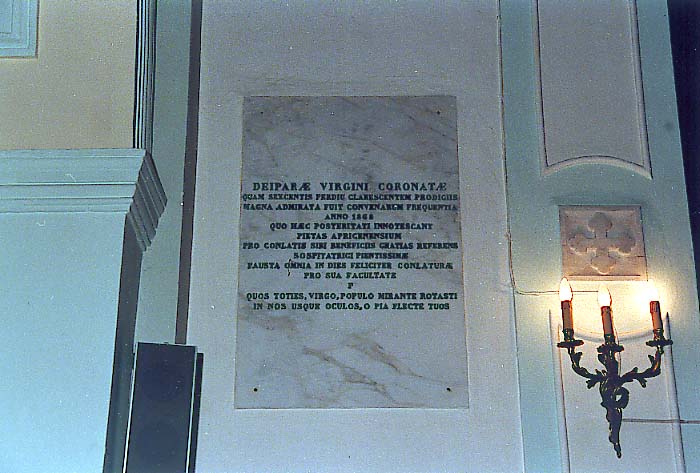 DEIPARÆ VIRGINI CORONATÆ
QUAM SEXCENTIS PERDIU CLARESCENTEM PRODIGIIS
MAGNA ADMIRATA FUIT CONVENARUM FREQUENTIA
ANNO 1868
QUO HÆC POSTERITATI INNOTESCANT
PIETAS APRICENENSIUM
PRO CONLATIS SIBI BENEFICIIS GRATIAS REFERENS
SOSPITATRICI PIENTISSIMÆ
FAUSTA OMNIA IN DIES FELICITER CONLATURÆ
PRO SUA FACULTATE
P
QUOS TOTIES, VIRGO, POPULO MIRANTE ROTASTI
IN NOS USQUE OCULOS, O PIA FLECTE TUOS